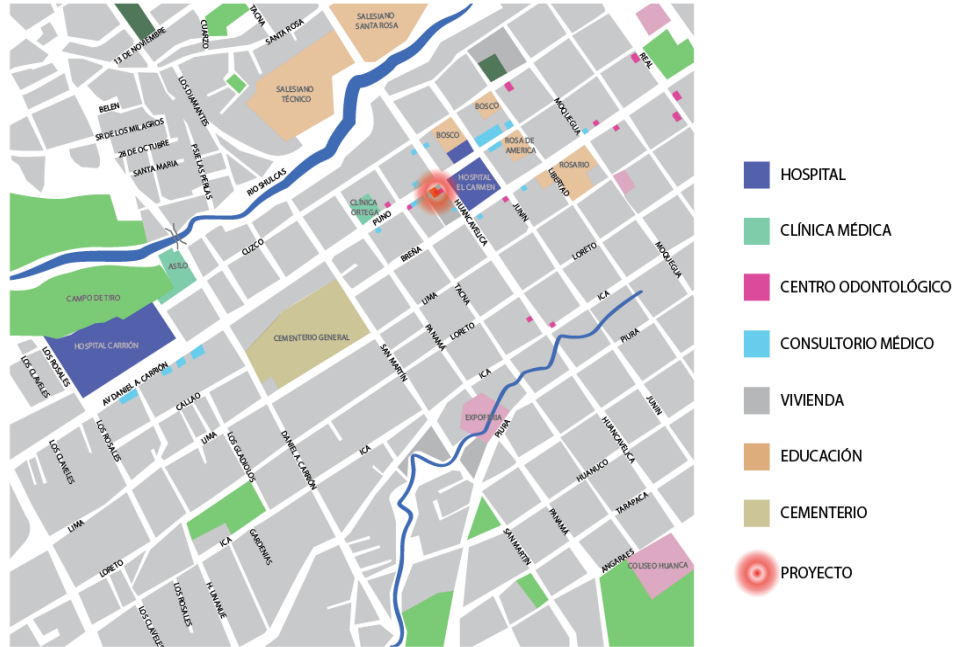 SALESIANO
SANTA ROSA
TACNA
CUARZO
SANTA ROSA
13 DE NOVIEMBRE
REAL
SALESIANO
TÉCNICO
LOS DIAMANTES
BELEN
SR DE LOS MILAGROS
28 DE OCTUBRE
SANTA MARIA
PSJE LAS PERLAS
RIO SHULCAS
BOSCO
MOQUEGUA
BOSCO
ROSA DE
AMERICA
ROSARIO
LIBERTAD
HOSPITAL
EL CARMEN
CLÍNICA
ORTEGA
PUNO
HUANCAVELICA
JUNIN
CUZCO
BREÑA
LORETO
MOQUEGUA
ASILO
CAMPO DE TIRO
LIMA
TACNA
ICA
HOSPITAL CARRIÓN
CEMENTERIO GENERAL
PANAMA
LORETO
PIURA
LOS ROSALES
LOS CLAVELES
AV DANIEL A. CARRIÓN
SAN MARTÍN
ICA
CALLAO
JUNIN
EXPOFERIA
PIURA
HUANCAVELICA
LOS ROSALES
LIMA
LOS GLADIOLOS
DANIEL A. CARRIÓN
ICA
LOS CLAVELES
HUANUCO
TARAPACA
LIMA
PANAMA
SAN MARTIN
ICA
GARDENIAS
ANGARAES
COLISEO HUANCA
LORETO
LOS ROSALES
H. UNANUE
LOS CLAVELES
HOSPITAL
CLÍNICA MÉDICA
CENTRO ODONTOLÓGICO
CONSULTORIO MÉDICO
VIVIENDA
EDUCACIÓN
CEMENTERIO
PROYECTO